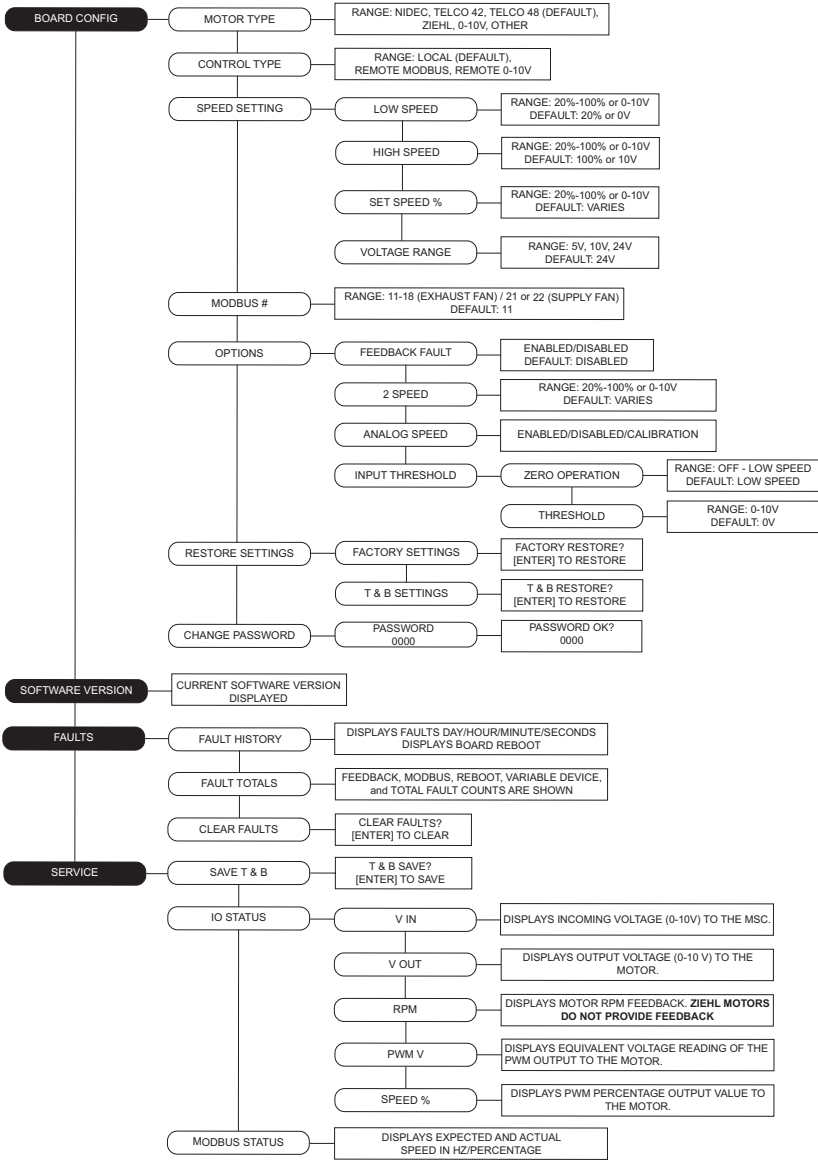 BOARD CONFIG
MOTOR TYPE
RANGE: NIDEC, TELCO 42, TELCO 48 (DEFAULT),
ZIEHL, 0-10V, OTHER
CONTROL TYPE
RANGE: LOCAL (DEFAULT),
REMOTE MODBUS, REMOTE 0-10V
SPEED SETTING
LOW SPEED
RANGE: 20%-100% or 0-10V
DEFAULT: 20% or 0V
HIGH SPEED
RANGE: 20%-100% or 0-10V
DEFAULT: 100% or 10V
SET SPEED %
RANGE: 20%-100% or 0-10V
DEFAULT: VARIES
VOLTAGE RANGE
RANGE: 5V, 10V, 24V
DEFAULT: 24V
MODBUS #
RANGE: 11-18 (EXHAUST FAN) / 21 or 22 (SUPPLY FAN)
DEFAULT: 11
OPTIONS
FEEDBACK FAULT
ENABLED/DISABLED
DEFAULT: DISABLED
2 SPEED
RANGE: 20%-100% or 0-10V
DEFAULT: VARIES
ANALOG SPEED
ENABLED/DISABLED/CALIBRATION
INPUT THRESHOLD
ZERO OPERATION
RANGE: OFF - LOW SPEED
DEFAULT: LOW SPEED
THRESHOLD
RANGE: 0-10V
DEFAULT: 0V
RESTORE SETTINGS
FACTORY SETTINGS
FACTORY RESTORE?
[ENTER] TO RESTORE
T & B SETTINGS
T & B RESTORE?
[ENTER] TO RESTORE
CHANGE PASSWORD
PASSWORD
0000
PASSWORD OK?
0000
SOFTWARE VERSION
CURRENT SOFTWARE VERSION
DISPLAYED
FAULTS
FAULT HISTORY
DISPLAYS FAULTS DAY/HOUR/MINUTE/SECONDS
DISPLAYS BOARD REBOOT
FAULT TOTALS
FEEDBACK, MODBUS, REBOOT, VARIABLE DEVICE,
and TOTAL FAULT COUNTS ARE SHOWN
CLEAR FAULTS
CLEAR FAULTS?
[ENTER] TO CLEAR
SERVICE
SAVE T & B
T & B SAVE?
[ENTER] TO SAVE
IO STATUS
V IN
DISPLAYS INCOMING VOLTAGE (0-10V) TO THE MSC.
V OUT
DISPLAYS OUTPUT VOLTAGE (0-10 V) TO THE
MOTOR.
RPM
DISPLAYS MOTOR RPM FEEDBACK. ZIEHL MOTORS
DO NOT PROVIDE FEEDBACK
PWM V
DISPLAYS EQUIVALENT VOLTAGE READING OF THE
PWM OUTPUT TO THE MOTOR.
SPEED %
DISPLAYS PWM PERCENTAGE OUTPUT VALUE TO
THE MOTOR.
MODBUS STATUS
DISPLAYS EXPECTED AND ACTUAL
SPEED IN HZ/PERCENTAGE